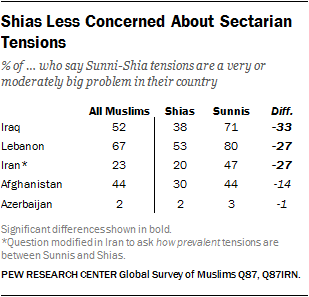 Shias Less Concerned About Sectarian
Tensions
% of ... who say Sunni-Shia tensions are a very or
moderately big problem in their country
All Muslims Shias Sunnis Diff.
Iraq 52 38 71 -33
Lebanon 67 53 80 -27
Iran* 23 20 47 -27
Afghanistan 44 30 44 -14
Azerbaijan 2 2 3 -1
Significant differences shown in bold.
*Question modified in Iran to ask how prevalent tensions are
between Sunnis and Shias.
PEW RESEARCH CENTER Global Survey of Muslims Q87, Q87IRN.